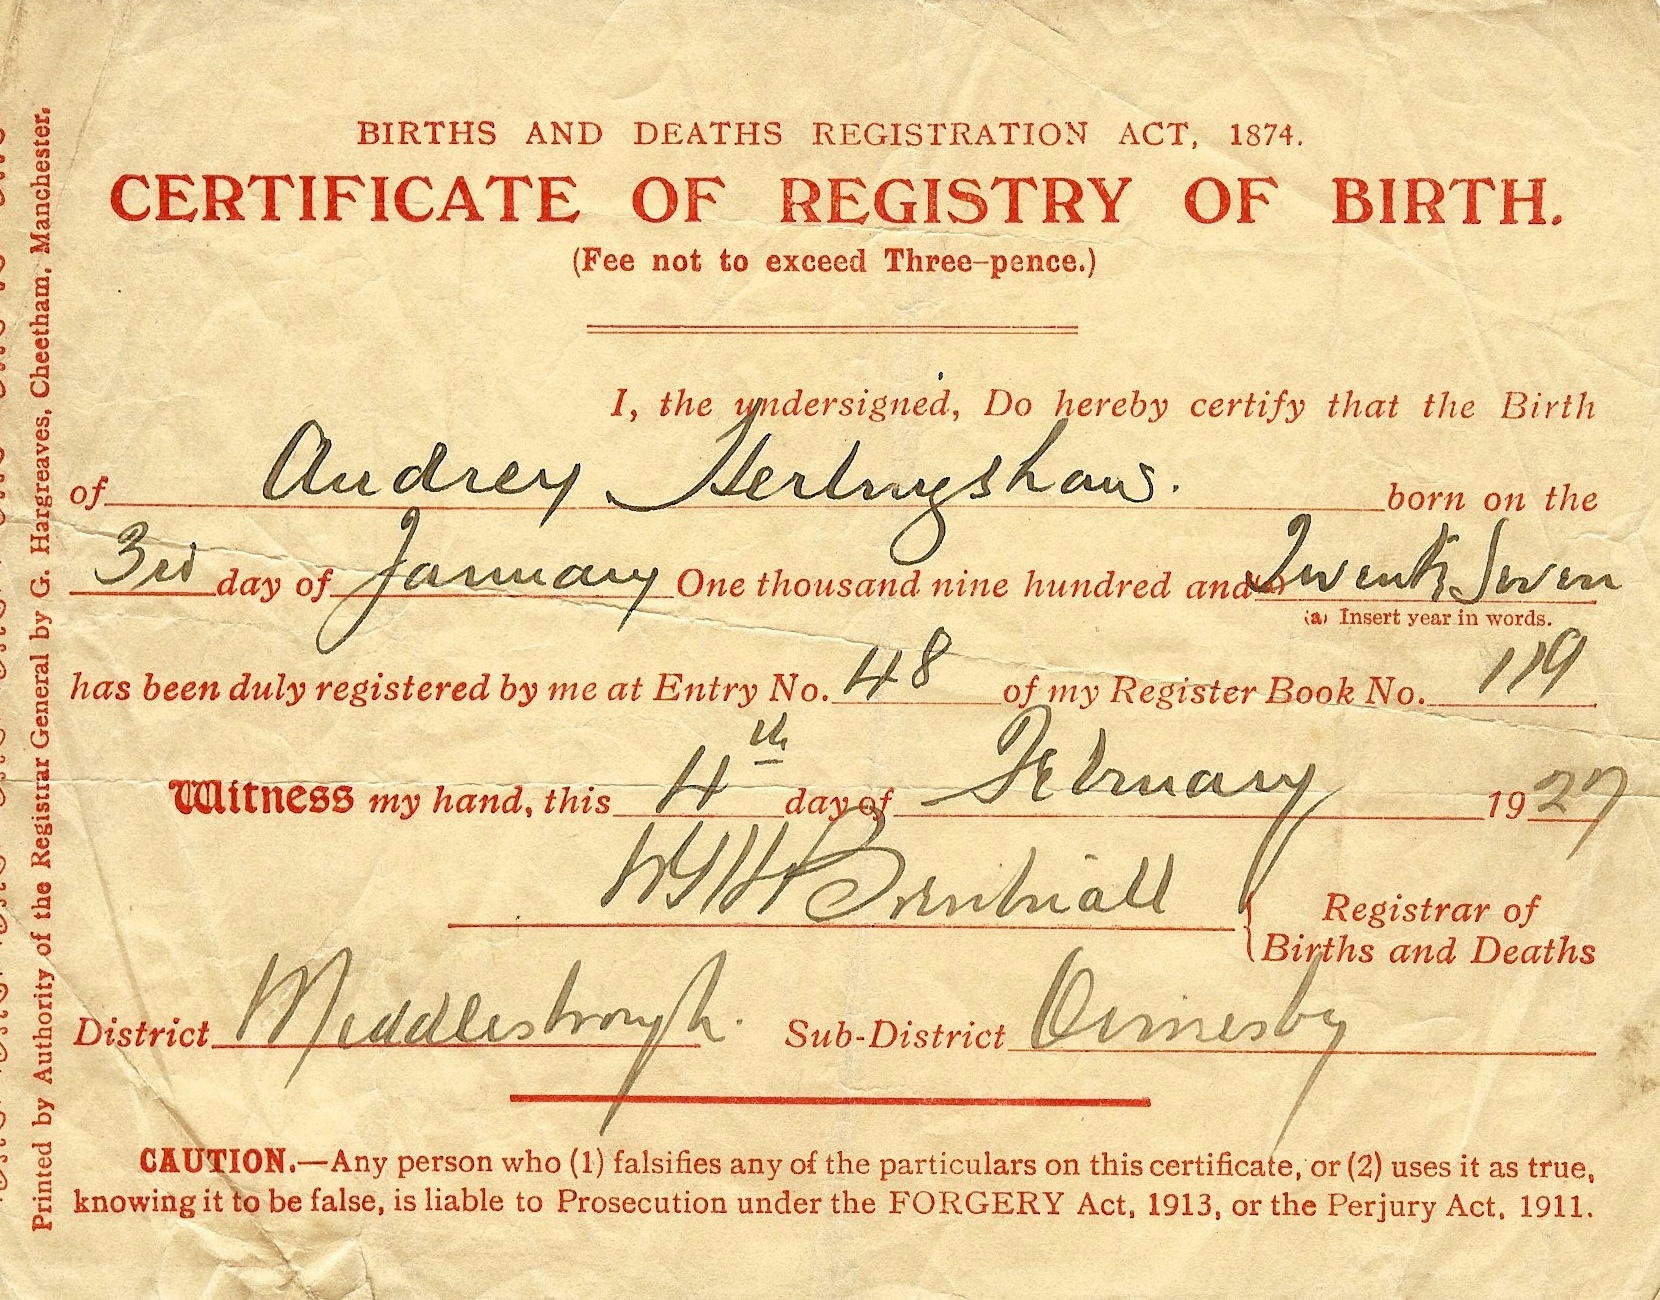 BIRTHS AND DEATHS REGISTRATION ACT, 1874.
CERTIFICATE OF REGISTRY OF BIRTH.
(Fee not to exceed Three-pence.)
I, the undersigned, Do hereby certify that the Birth
of Audrey born on the
3rd day of January One thousand nine hundred and (a) Twenty Seven
(a) Insert year in words.
has been duly registered by me at Entry No. 48 of my Register Book No. 119
Witness my hand, this 4th day of February 1927
Registrar of
Births and Deaths
District Middlesbrough. Sub-District Ormesby
CAUTION.—Any person who (1) falsifies any of the particulars on this certificate, or (2) uses it as true,
knowing it to be false, is liable to Prosecution under the FORGERY Act, 1913, or the Perjury Act, 1911.
Printed by Authority of the Registrar General by G. Hargreaves, Cheetham, Manchester.